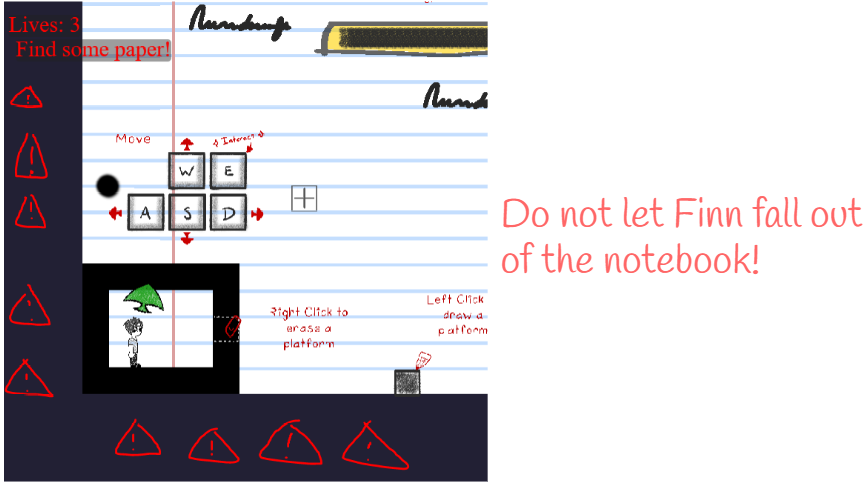 Lives: 3
Find some paper!
Move
Interact
W
E
A
S
D
Do not let Finn fall out
of the notebook!
Right Click to
erase a
platform
Left Click
draw a
platform
!
!
!
!
!
!
!
!
!